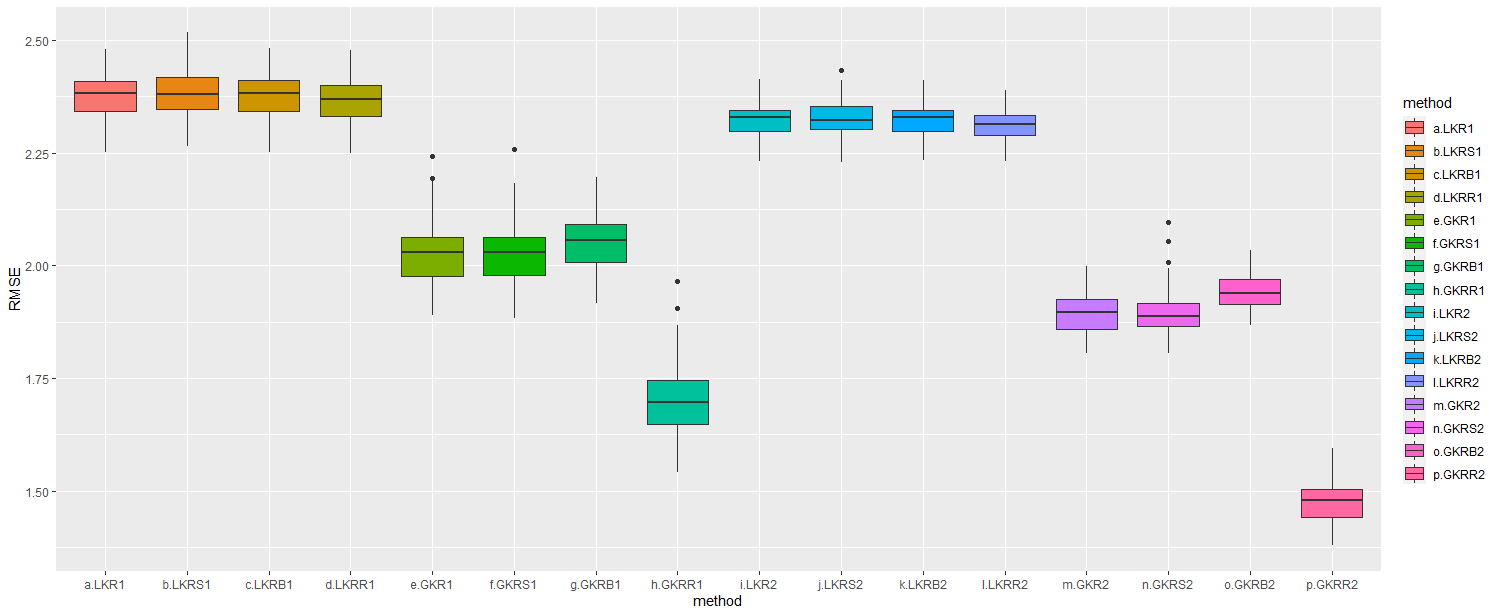 2.50
2.25
2.00
1.75
1.50
RMSE
a.LKR1 b.LKRS1 c.LKRB1 d.LKRR1 e.GKR1 f.GKRS1 g.GKRB1 h.GKRR1 i.LKR2 j.LKRS2 k.LKRB2 l.LKRR2 m.GKR2 n.GKRS2 o.GKRB2 p.GKRR2
method
method
a.LKR1
b.LKRS1
c.LKRB1
d.LKRR1
e.GKR1
f.GKRS1
g.GKRB1
h.GKRR1
i.LKR2
j.LKRS2
k.LKRB2
l.LKRR2
m.GKR2
n.GKRS2
o.GKRB2
p.GKRR2